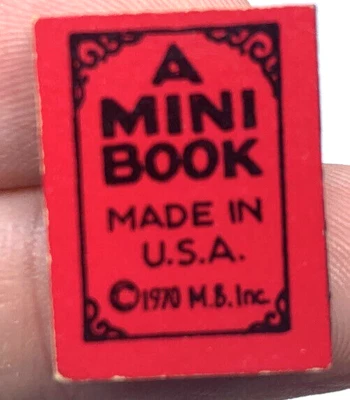 A
MINI
BOOK
MADE IN
U.S.A.
©1970 M.B. Inc.